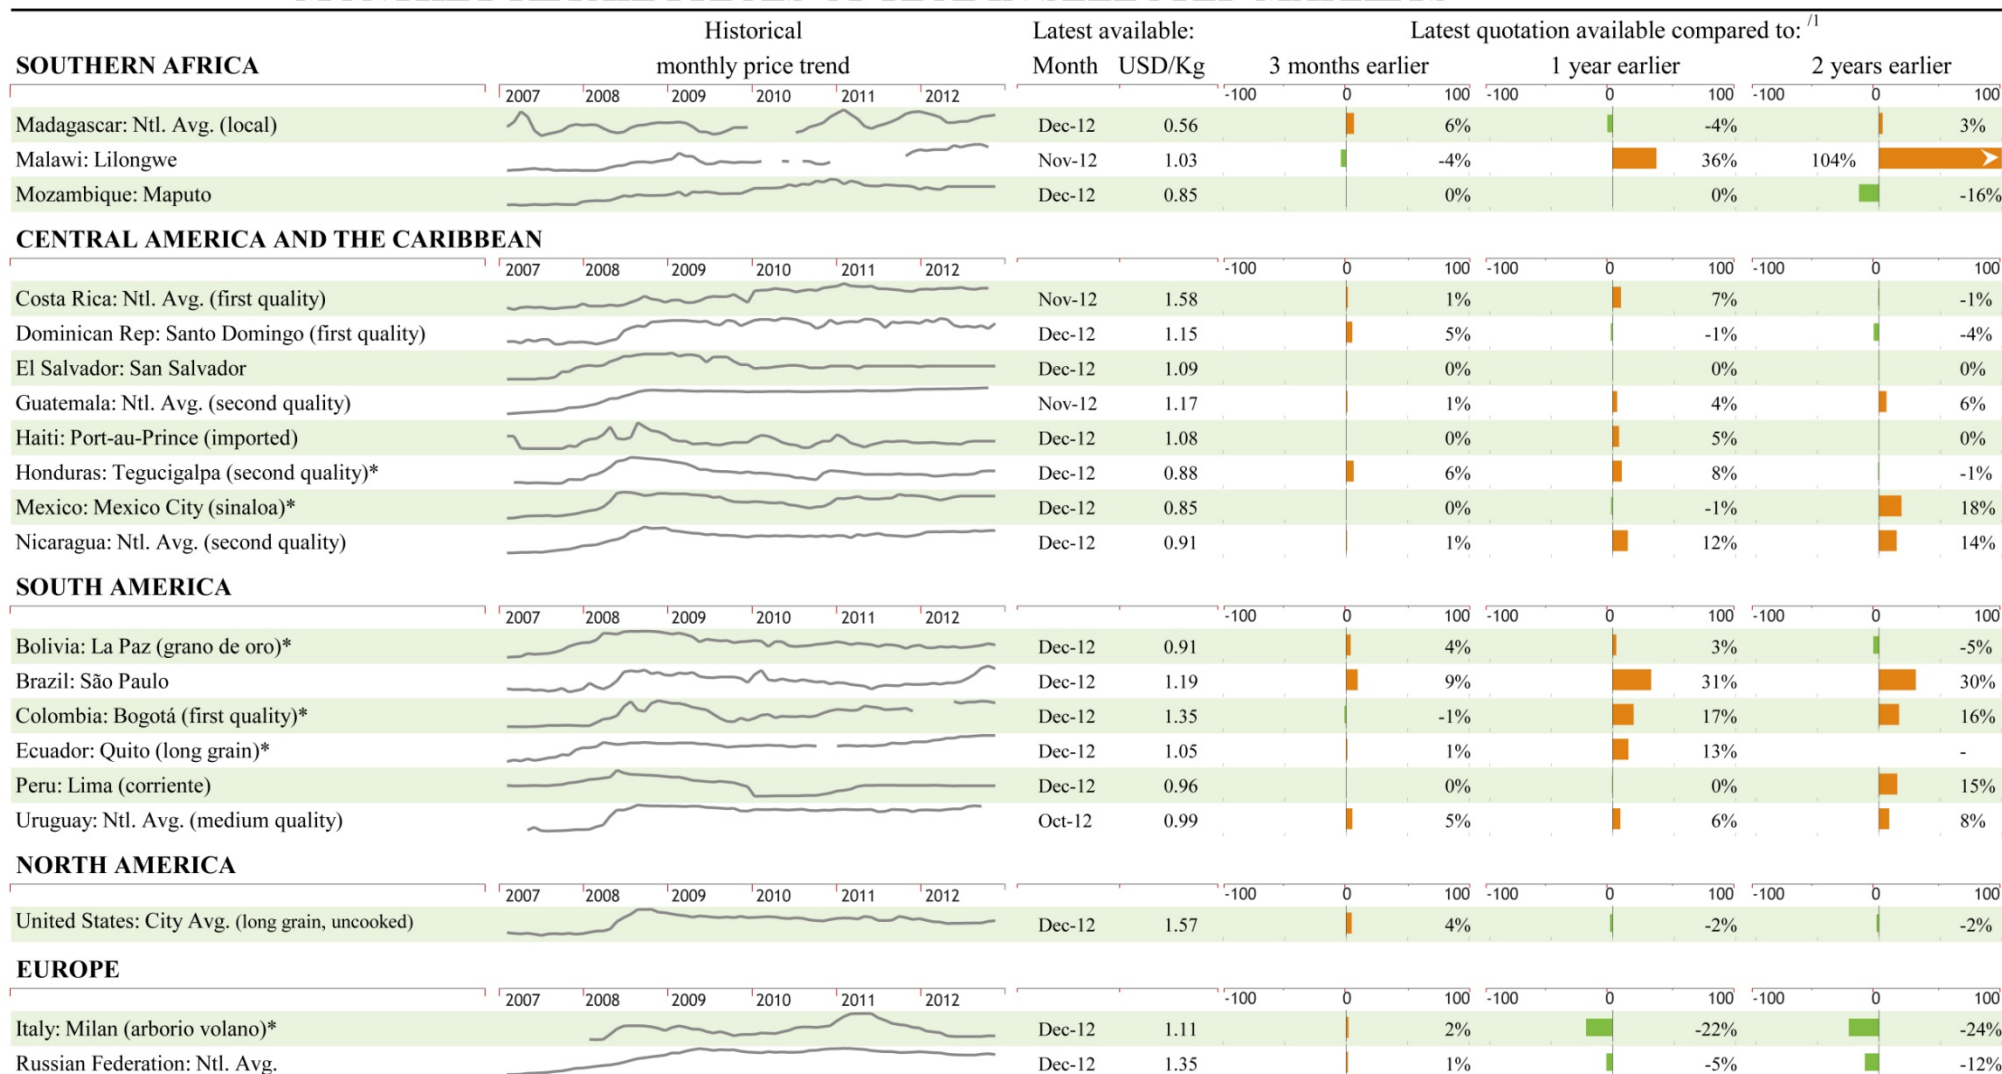 Historical Latest available: Latest quotation available compared to: /1
SOUTHERN AFRICA monthly price trend Month USD/Kg 3 months earlier 1 year earlier 2 years earlier
2007 2008 2009 2010 2011 2012 -100 0 100 -100 0 100 -100 0 100
Madagascar: Ntl. Avg. (local) Dec-12 0.56 6% -4% 3%
Malawi: Lilongwe Nov-12 1.03 -4% 36% 104%
Mozambique: Maputo Dec-12 0.85 0% 0% -16%
CENTRAL AMERICA AND THE CARIBBEAN
2007 2008 2009 2010 2011 2012 -100 0 100 -100 0 100 -100 0 100
Costa Rica: Ntl. Avg. (first quality) Nov-12 1.58 1% 7% -1%
Dominican Rep: Santo Domingo (first quality) Dec-12 1.15 5% -1% -4%
El Salvador: San Salvador Dec-12 1.09 0% 0% 0%
Guatemala: Ntl. Avg. (second quality) Nov-12 1.17 1% 4% 6%
Haiti: Port-au-Prince (imported) Dec-12 1.08 0% 5% 0%
Honduras: Tegucigalpa (second quality)* Dec-12 0.88 6% 8% -1%
Mexico: Mexico City (sinaloa)* Dec-12 0.85 0% -1% 18%
Nicaragua: Ntl. Avg. (second quality) Dec-12 0.91 1% 12% 14%
SOUTH AMERICA
2007 2008 2009 2010 2011 2012 -100 0 100 -100 0 100 -100 0 100
Bolivia: La Paz (grano de oro)* Dec-12 0.91 4% 3% -5%
Brazil: São Paulo Dec-12 1.19 9% 31% 30%
Colombia: Bogotá (first quality)* Dec-12 1.35 -1% 17% 16%
Ecuador: Quito (long grain)* Dec-12 1.05 1% 13% -
Peru: Lima (corriente) Dec-12 0.96 0% 0% 15%
Uruguay: Ntl. Avg. (medium quality) Oct-12 0.99 5% 6% 8%
NORTH AMERICA
2007 2008 2009 2010 2011 2012 -100 0 100 -100 0 100 -100 0 100
United States: City Avg. (long grain, uncooked) Dec-12 1.57 4% -2% -2%
EUROPE
2007 2008 2009 2010 2011 2012 -100 0 100 -100 0 100 -100 0 100
Italy: Milan (arborio volano)* Dec-12 1.11 2% -22% -24%
Russian Federation: Ntl. Avg. Dec-12 1.35 1% -5% -12%